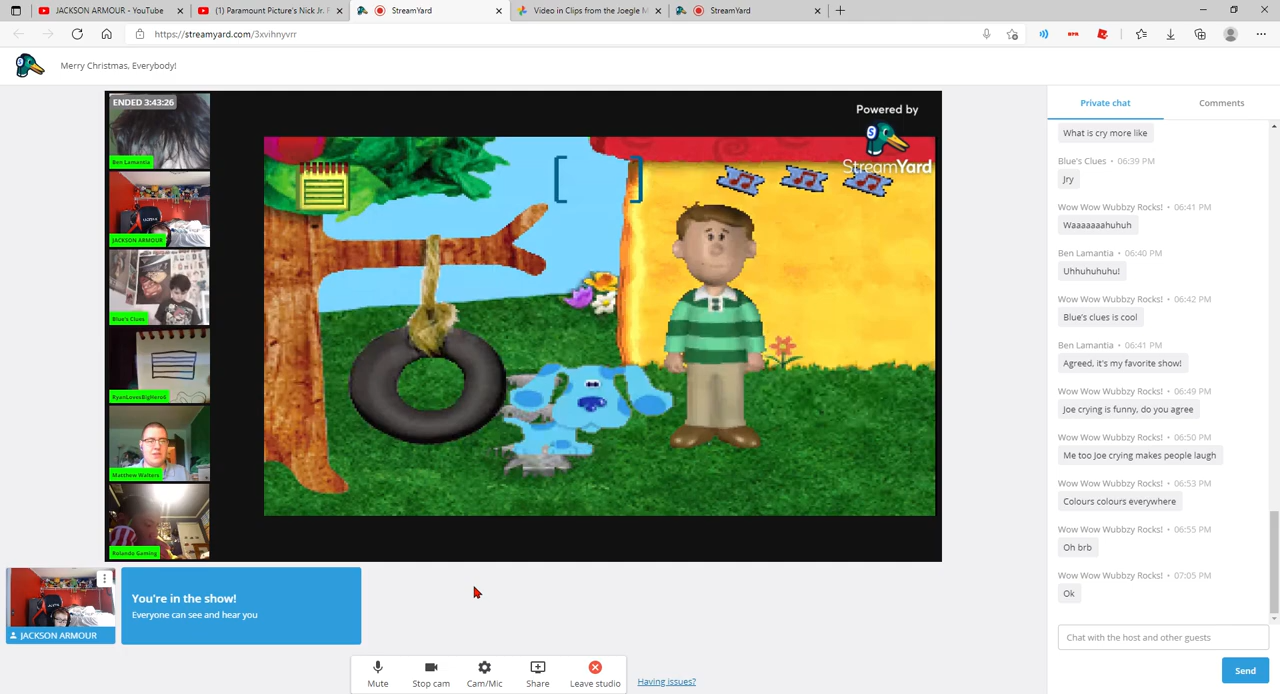 JACKSON ARMOUR - YouTube
(1) Paramount Picture's Nick Jr. F
StreamYard
Video in Clips from the Joegle M
StreamYard
https://streamyard.com/3xvihnyvrr
Merry Christmas, Everybody!
ENDED 3:43:26
Ben Lamantia
JACKSON ARMOUR
Blue's Clues
RyanLovesBigHero6
Matthew Walters
Rolando Gaming
Powered by
StreamYard
JACKSON ARMOUR
You're in the show!
Everyone can see and hear you
Mute
Stop cam
Cam/Mic
Share
Leave studio
Having issues?
Private chat
Comments
What is cry more like
Blue's Clues • 06:39 PM
Jry
Wow Wow Wubbzy Rocks! • 06:41 PM
Waaaaaaahuhuh
Ben Lamantia • 06:40 PM
Uhhuhuhuhu!
Wow Wow Wubbzy Rocks! • 06:42 PM
Blue's clues is cool
Ben Lamantia • 06:41 PM
Agreed, it's my favorite show!
Wow Wow Wubbzy Rocks! • 06:49 PM
Joe crying is funny, do you agree
Wow Wow Wubbzy Rocks! • 06:50 PM
Me too Joe crying makes people laugh
Wow Wow Wubbzy Rocks! • 06:53 PM
Colours colours everywhere
Wow Wow Wubbzy Rocks! • 06:55 PM
Oh brb
Wow Wow Wubbzy Rocks! • 07:05 PM
Ok
Chat with the host and other guests
Send